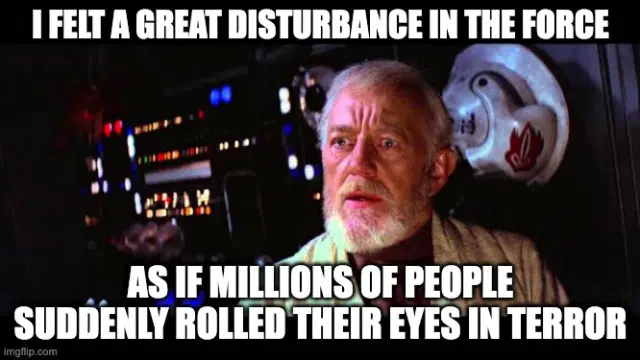 I FELT A GREAT DISTURBANCE IN THE FORCE
AS IF MILLIONS OF PEOPLE
SUDDENLY ROLLED THEIR EYES IN TERROR
imgflip.com